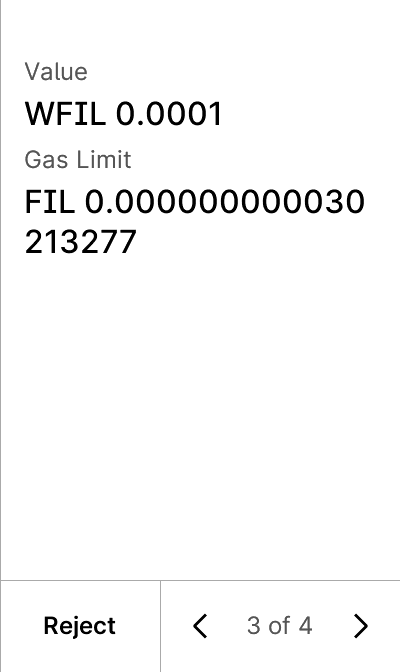 Value
WFIL 0.0001
Gas Limit
FIL 0.000000000030
213277
Reject
3 of 4